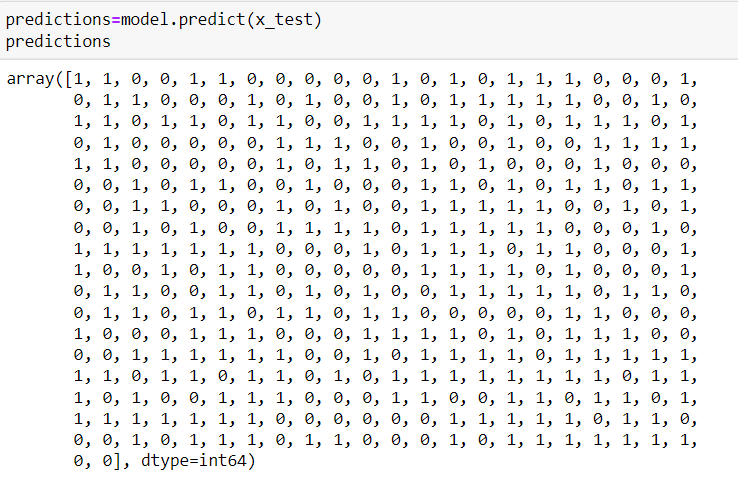 predictions=model.predict(x_test)
predictions
array([1, 1, 0, 0, 1, 1, 0, 0, 0, 0, 0, 1, 0, 1, 0, 1, 1, 1, 0, 0, 0, 1,
0, 1, 1, 0, 0, 0, 1, 0, 1, 0, 0, 1, 0, 1, 1, 1, 1, 1, 0, 0, 1, 0,
1, 1, 0, 1, 1, 0, 1, 1, 0, 0, 1, 1, 1, 1, 0, 1, 0, 1, 1, 1, 0, 1,
0, 1, 0, 0, 0, 0, 0, 1, 1, 1, 0, 0, 1, 0, 0, 1, 0, 0, 1, 1, 1, 1,
1, 1, 0, 0, 0, 0, 0, 1, 0, 1, 1, 0, 1, 0, 1, 0, 0, 0, 1, 0, 0, 0,
0, 0, 1, 0, 1, 1, 0, 0, 1, 0, 0, 0, 1, 1, 0, 1, 0, 1, 1, 0, 1, 1,
0, 0, 1, 1, 0, 0, 0, 1, 0, 1, 0, 0, 1, 1, 1, 1, 1, 0, 0, 1, 0, 1,
0, 0, 1, 0, 1, 0, 0, 1, 1, 1, 1, 0, 1, 1, 1, 1, 1, 0, 0, 0, 1, 0,
1, 1, 1, 1, 1, 1, 1, 0, 0, 0, 1, 0, 1, 1, 1, 0, 1, 1, 0, 0, 0, 1,
1, 0, 0, 1, 0, 1, 1, 0, 0, 0, 0, 0, 1, 1, 1, 1, 0, 1, 0, 0, 0, 1,
0, 1, 1, 0, 0, 1, 1, 0, 1, 0, 1, 0, 0, 1, 1, 1, 1, 1, 0, 1, 1, 0,
0, 1, 1, 0, 1, 1, 0, 1, 1, 0, 1, 1, 0, 0, 0, 0, 0, 1, 1, 0, 0, 0,
1, 0, 0, 0, 1, 1, 1, 0, 0, 0, 1, 1, 1, 1, 0, 1, 0, 1, 1, 1, 0, 0,
0, 0, 1, 1, 1, 1, 1, 1, 0, 0, 1, 0, 1, 1, 1, 1, 0, 1, 1, 1, 1, 1,
1, 1, 0, 1, 1, 0, 1, 1, 0, 1, 0, 1, 1, 1, 1, 1, 1, 1, 1, 0, 1, 1,
1, 0, 1, 0, 0, 1, 1, 1, 0, 0, 0, 1, 1, 0, 0, 1, 1, 0, 1, 1, 0, 1,
1, 1, 1, 1, 1, 1, 1, 0, 0, 0, 0, 0, 0, 1, 1, 1, 1, 1, 0, 1, 1, 0,
0, 0, 1, 0, 1, 1, 1, 0, 1, 1, 0, 0, 0, 1, 0, 1, 1, 1, 1, 1, 1, 1,
0, 0], dtype=int64)